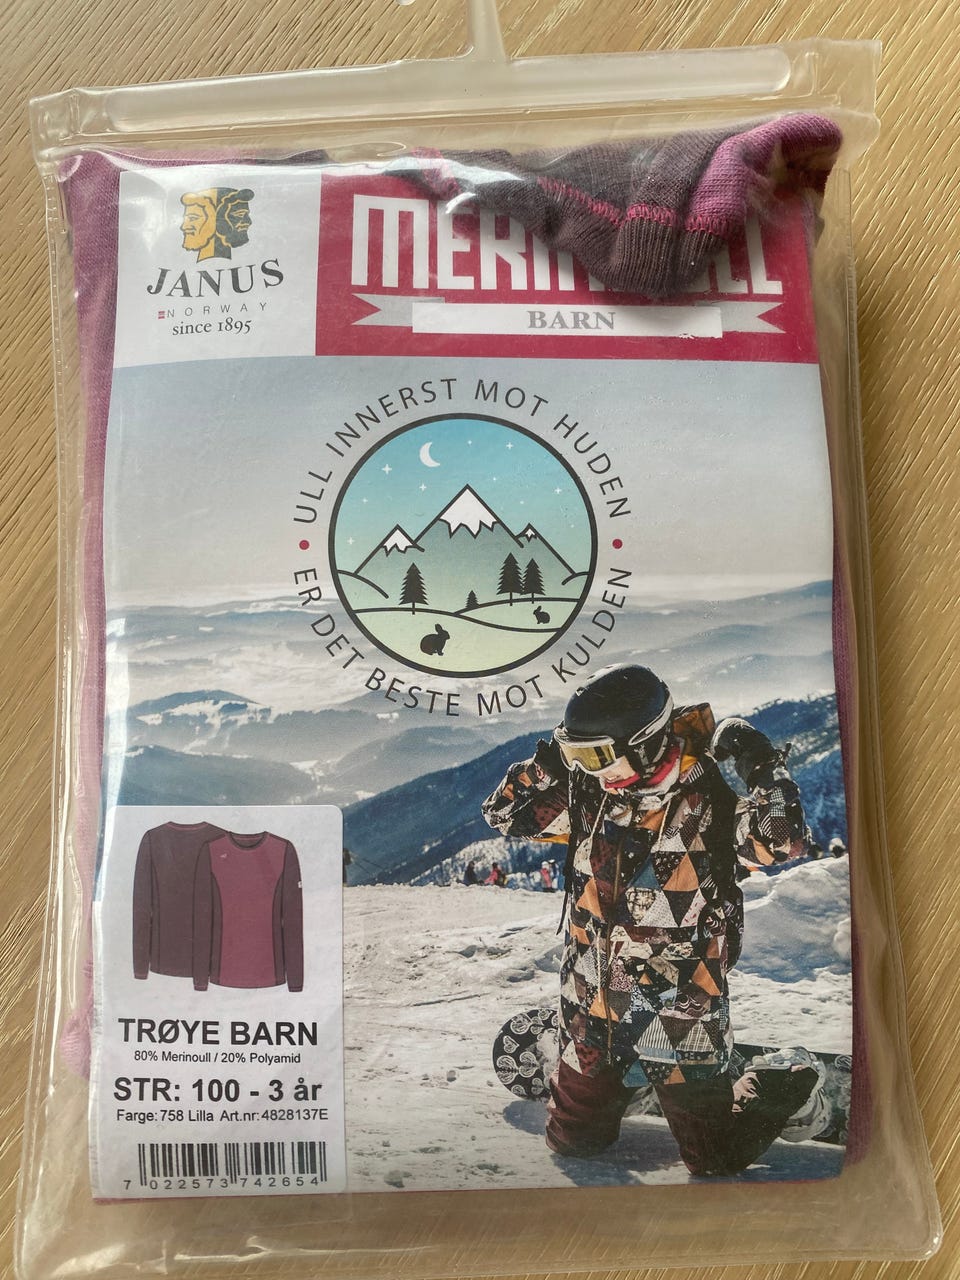 JANUS
NORWAY
since 1895
BARN
ULL INNERST MOT HUDEN
ER DET BESTE MOT KULDEN
TRØYE BARN
80% Merinoull / 20% Polyamid
STR: 100 - 3 år
Farge: 758 Lilla Art.nr: 4828137E
7 022573 742654